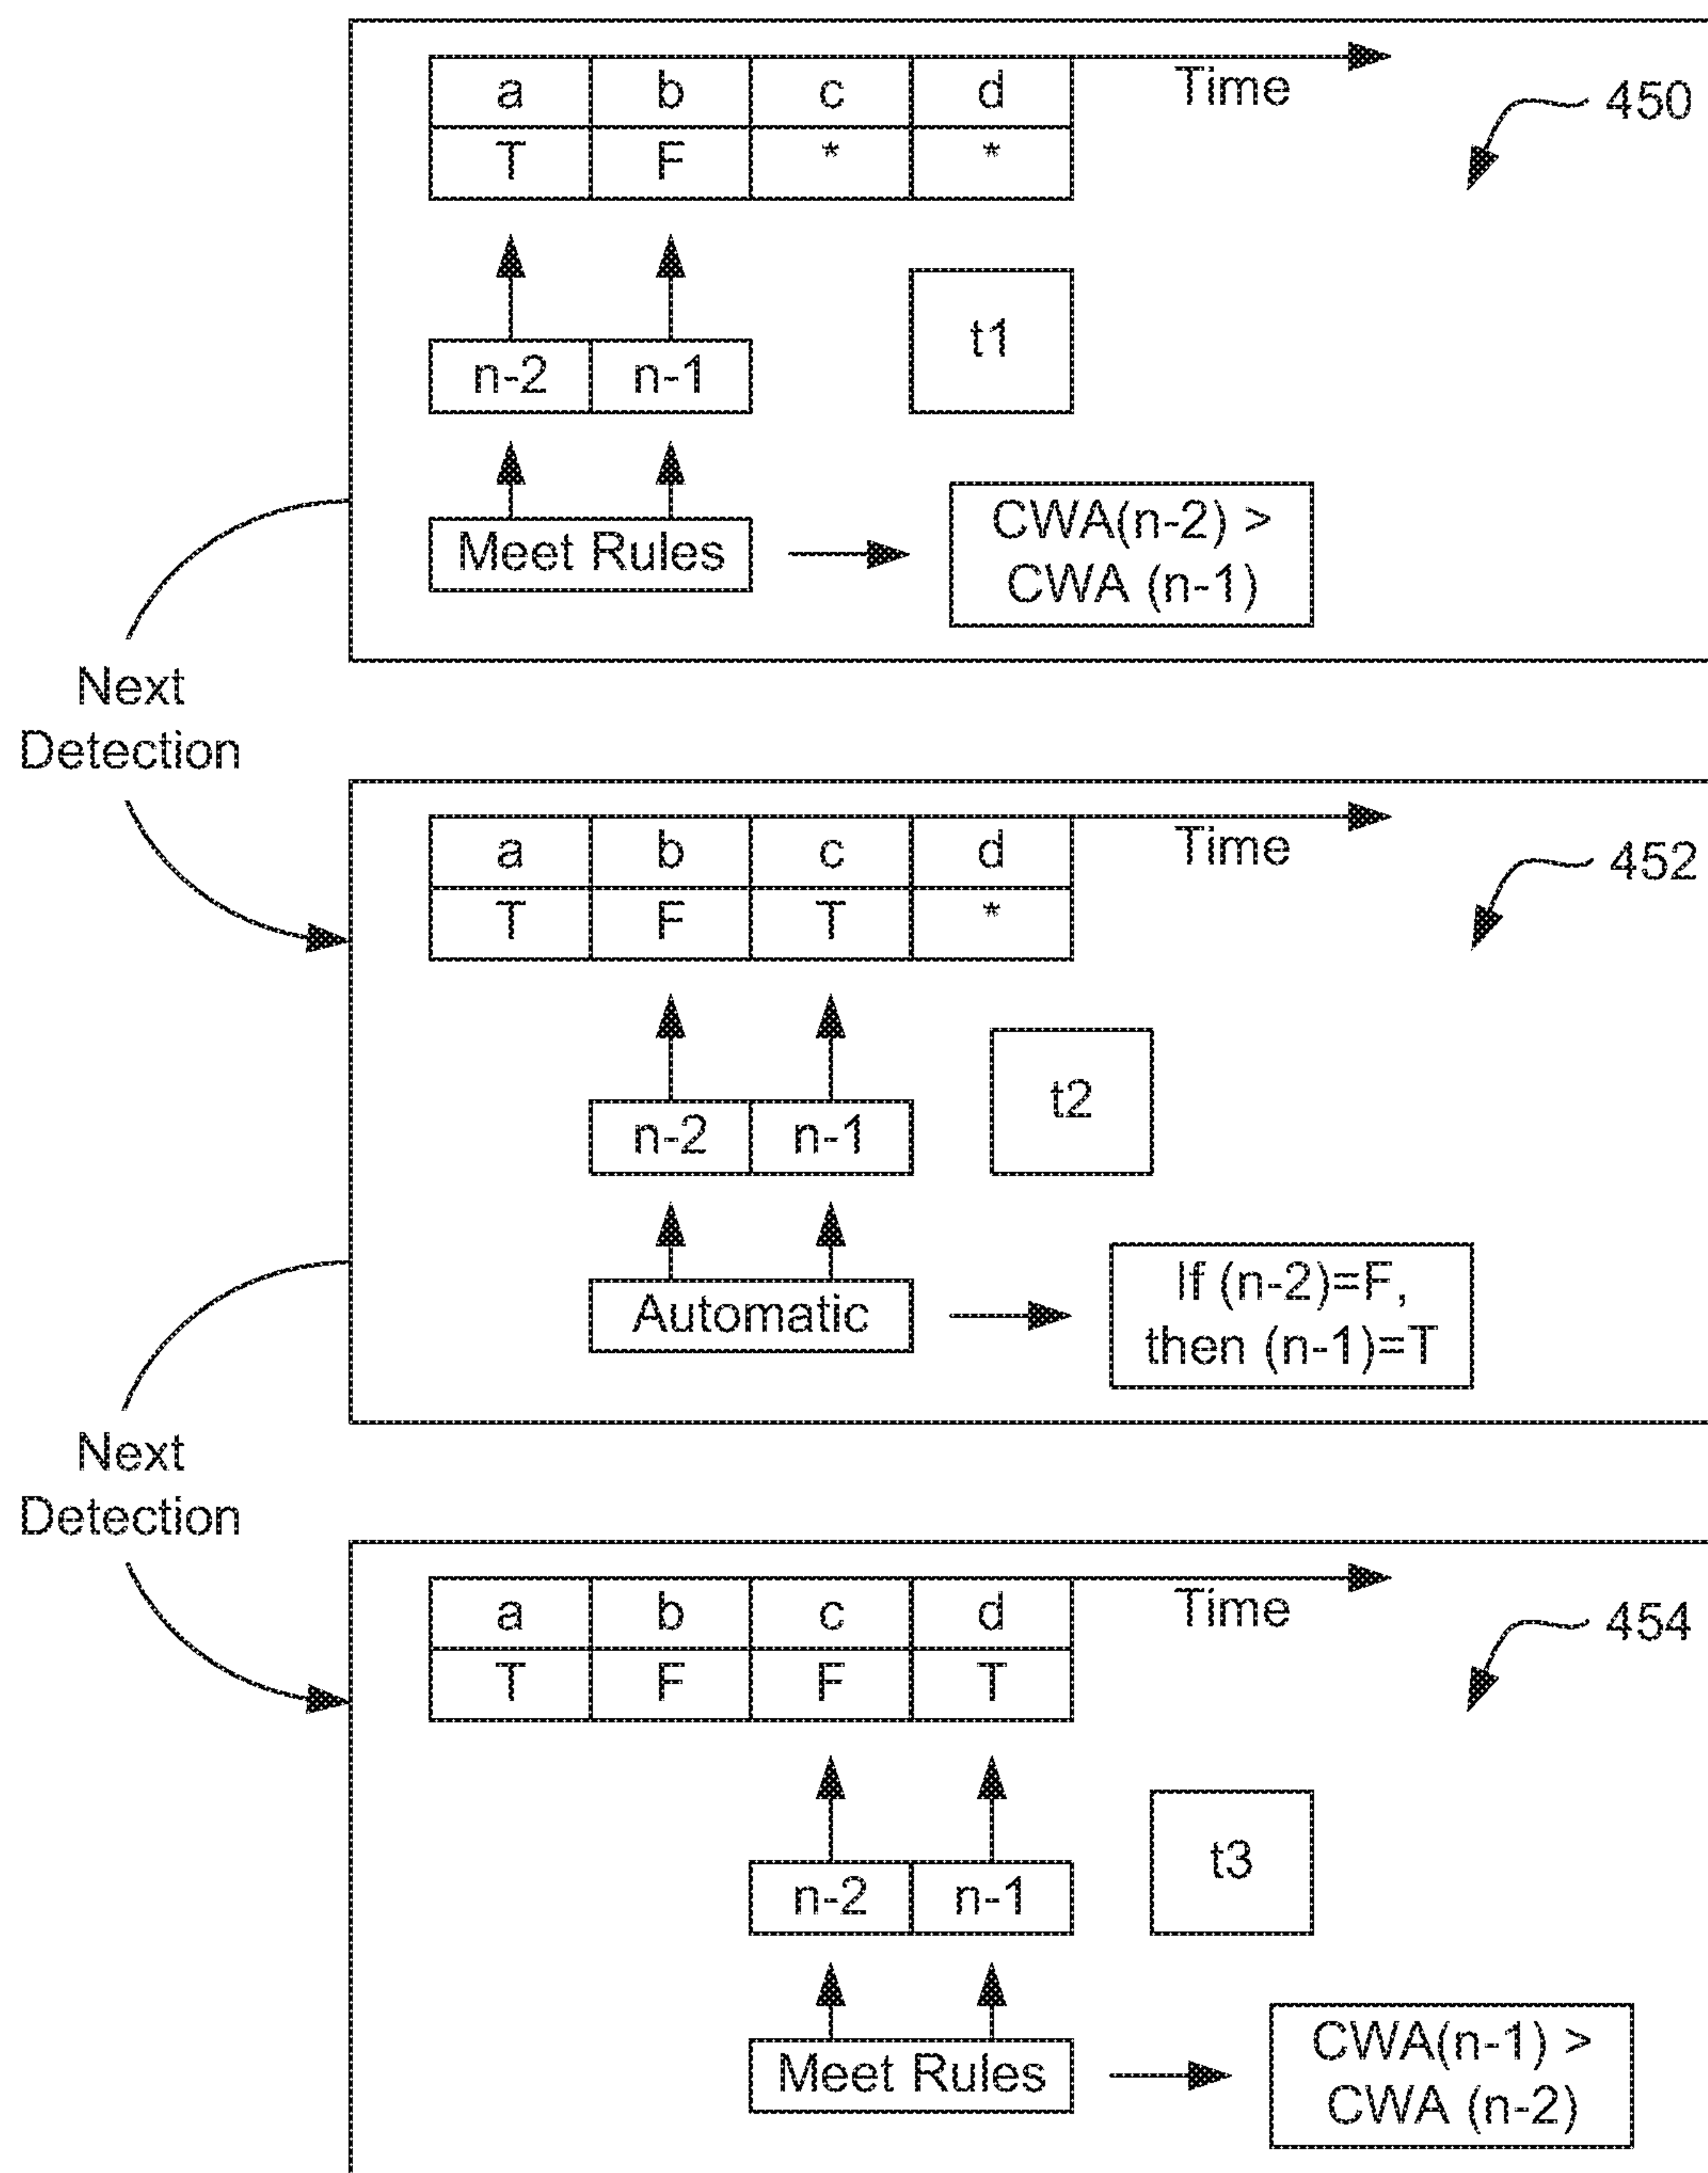 a b c d Time
450
T F * *
t1
n-2 n-1
CWA(n-2) >
Meet Rules
CWA (n-1)
Next
Detection
a b c d Time
452
T F T *
t2
n-2 n-1
If (n-2)=F,
Automatic
then (n-1)=T
Next
Detection
a b c d Time
454
T F F T
t3
n-2 n-1
CWA(n-1) >
Meet Rules
CWA (n-2)